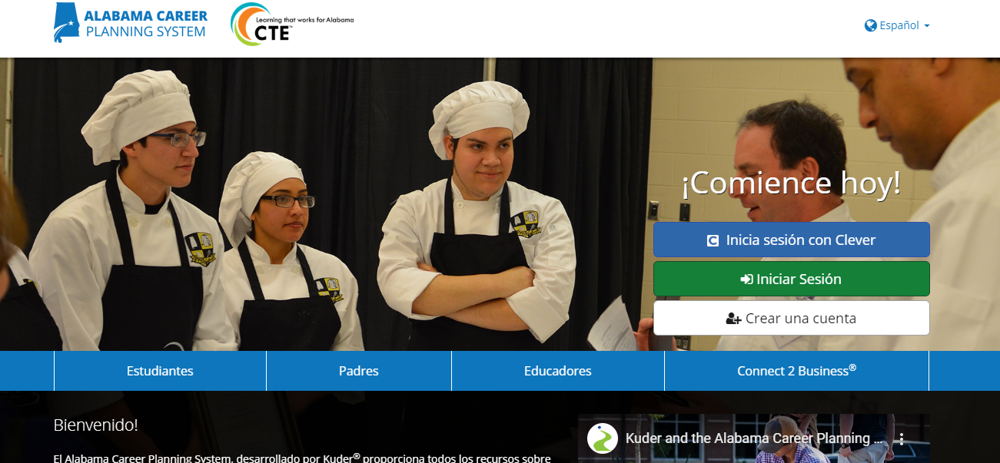 ALABAMA CAREER
PLANNING SYSTEM
Learning that works for Alabama
CTE™
Español
¡Comience hoy!
Inicia sesión con Clever
Iniciar Sesión
Crear una cuenta
Estudiantes
Padres
Educadores
Connect 2 Business®
Bienvenido!
Kuder and the Alabama Career Planning ...
El Alabama Career Planning System, desarrollado por Kuder® proporciona todos los recursos sobre